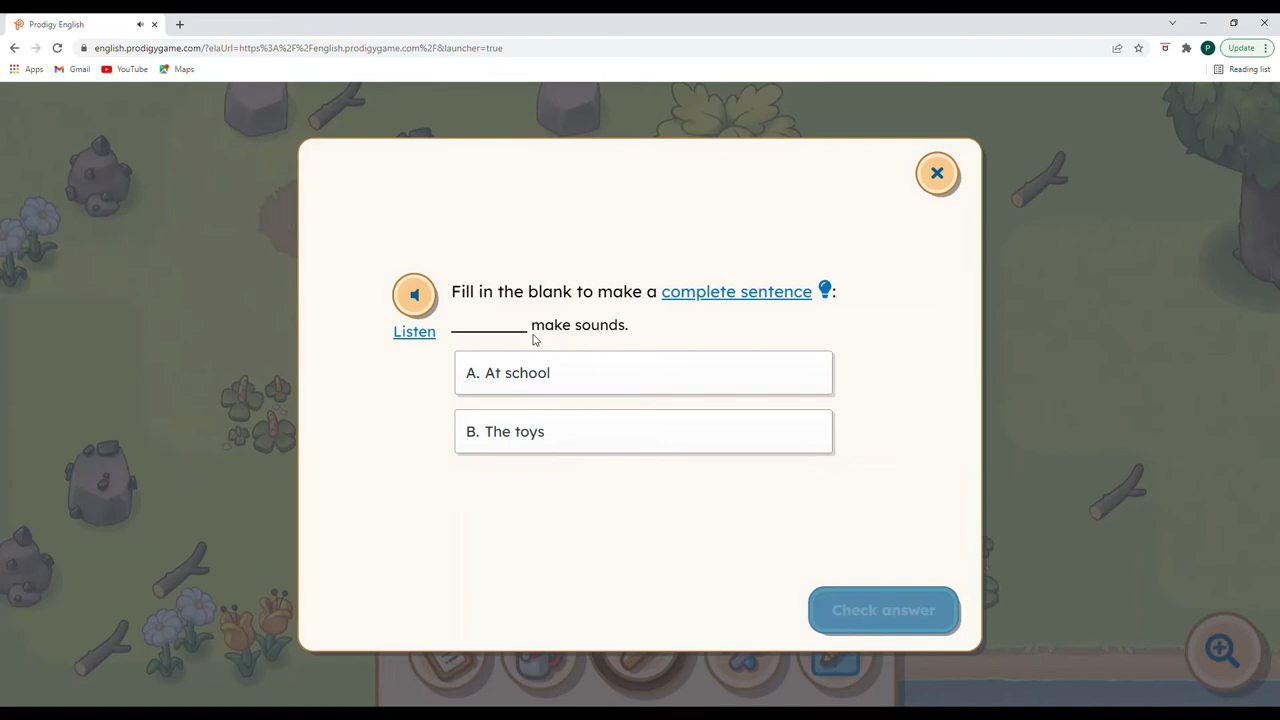 Prodigy English
english.prodigygame.com/?elaUrl=https%3A%2F%2Fenglish.prodigygame.com%2F&launcher=true
P
Update
Apps
Gmail
YouTube
Maps
Reading list
Fill in the blank to make a complete sentence :
Listen
__________ make sounds.
A. At school
B. The toys
Check answer